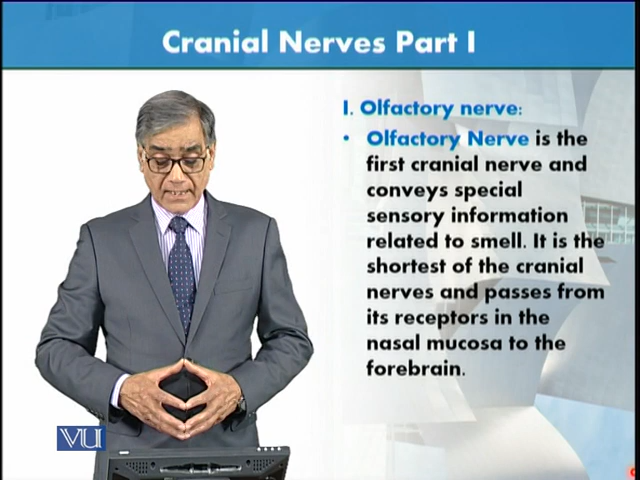 Cranial Nerves Part I
I. Olfactory nerve:
• Olfactory Nerve is the
first cranial nerve and
conveys special
sensory information
related to smell. It is the
shortest of the cranial
nerves and passes from
its receptors in the
nasal mucosa to the
forebrain.
VU